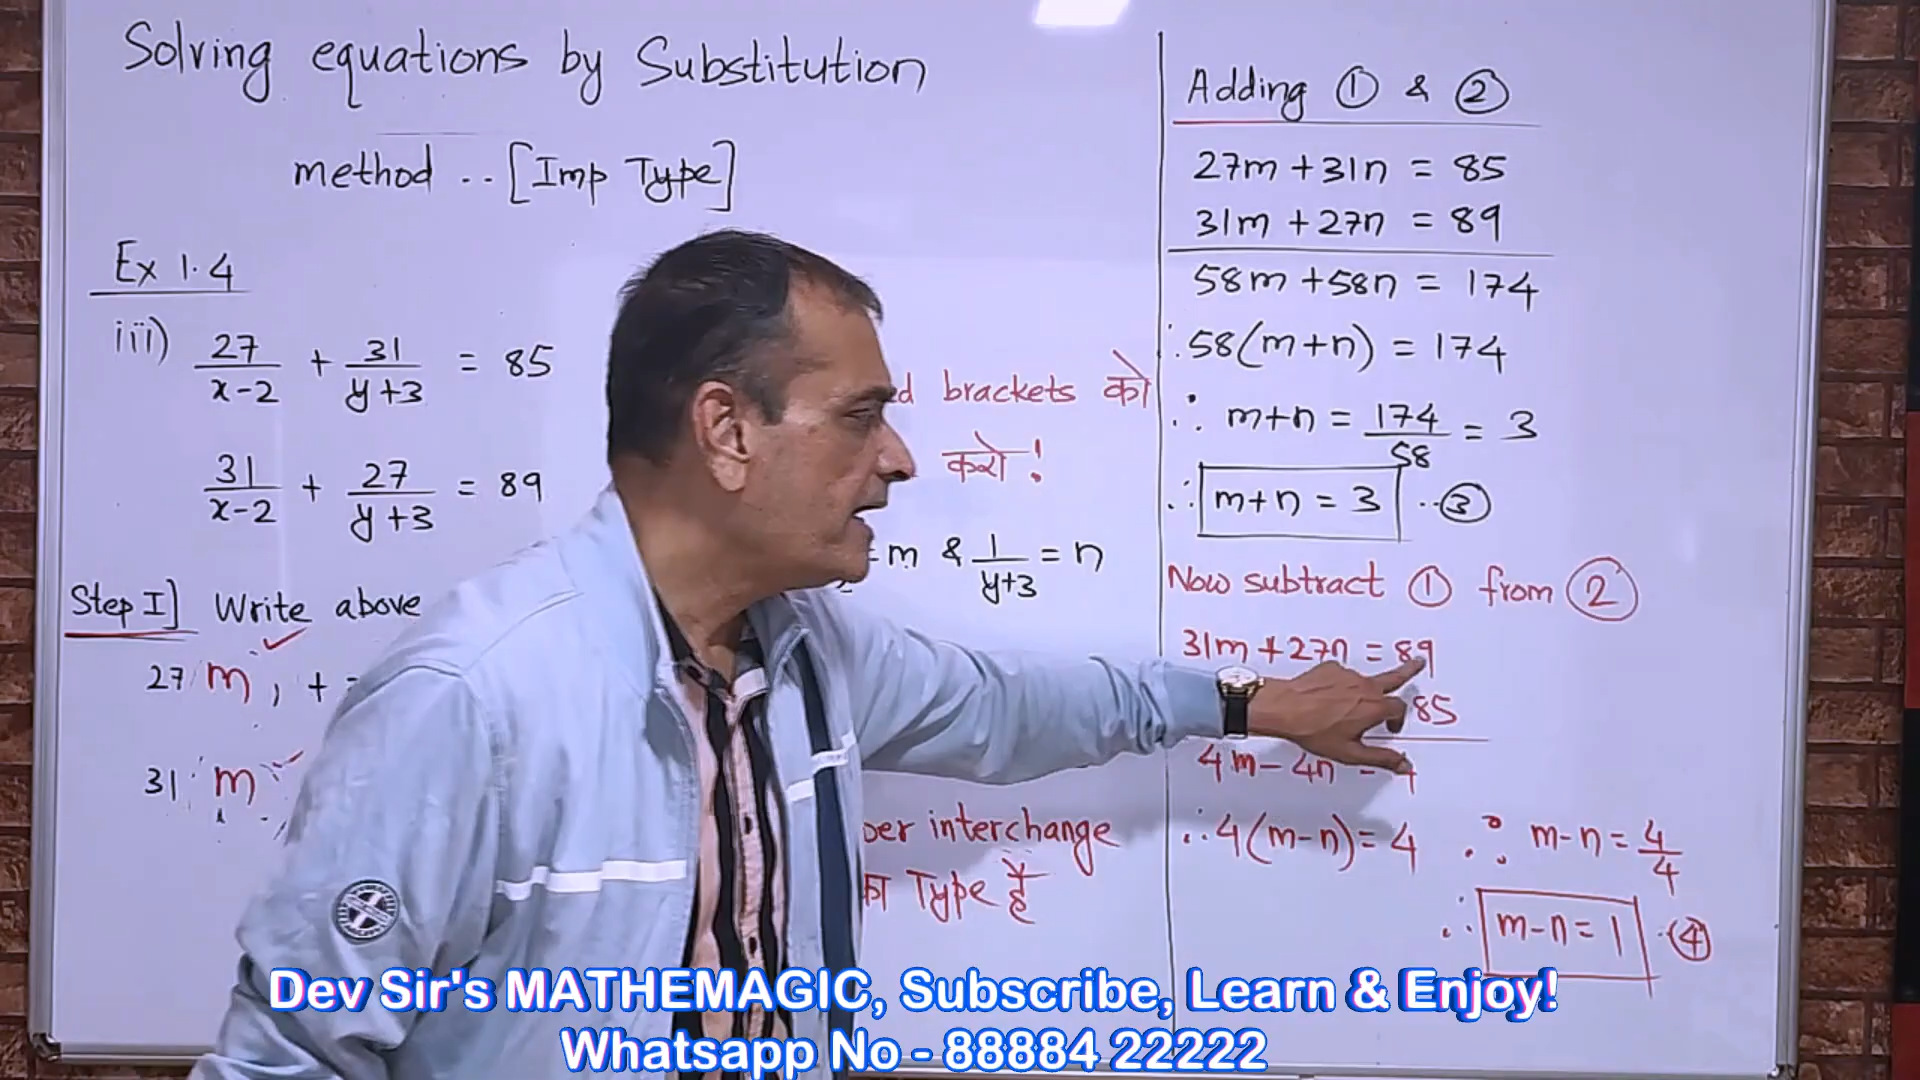 Solving equations by Substitution
method .. [Imp Type]
Ex 1.4
iii) 27/(x-2) + 31/(y+3) = 85
31/(x-2) + 27/(y+3) = 89
Step I] Write above
27 m, +
31 m
brackets को
करो !
= m & 1/(y+3) = n
interchange
का Type है
Adding ① & ②
27m + 31n = 85
31m + 27n = 89
58m + 58n = 174
∴ 58(m+n) = 174
∴ m+n = 174/58 = 3
∴ m+n = 3 ..③
Now subtract ① from ②
31m + 27n = 89
85
4m - 4n = 4
∴ 4(m-n) = 4 ∴ m-n = 4/4
∴ m-n = 1 ..④
Dev Sir's MATHEMAGIC, Subscribe, Learn & Enjoy!
Whatsapp No - 88884 22222